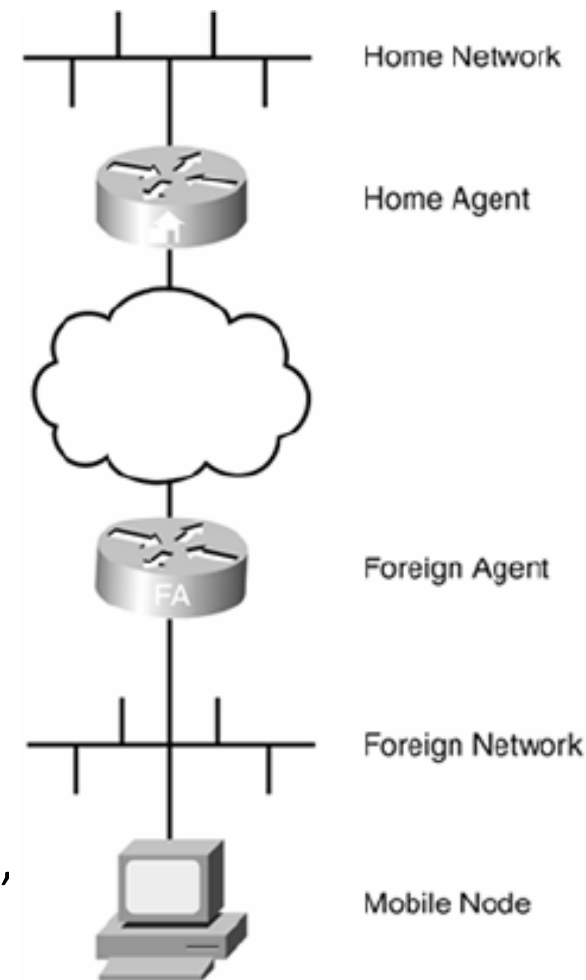 Home Network
Home Agent
Foreign Agent
FA
Foreign Network
,
Mobile Node